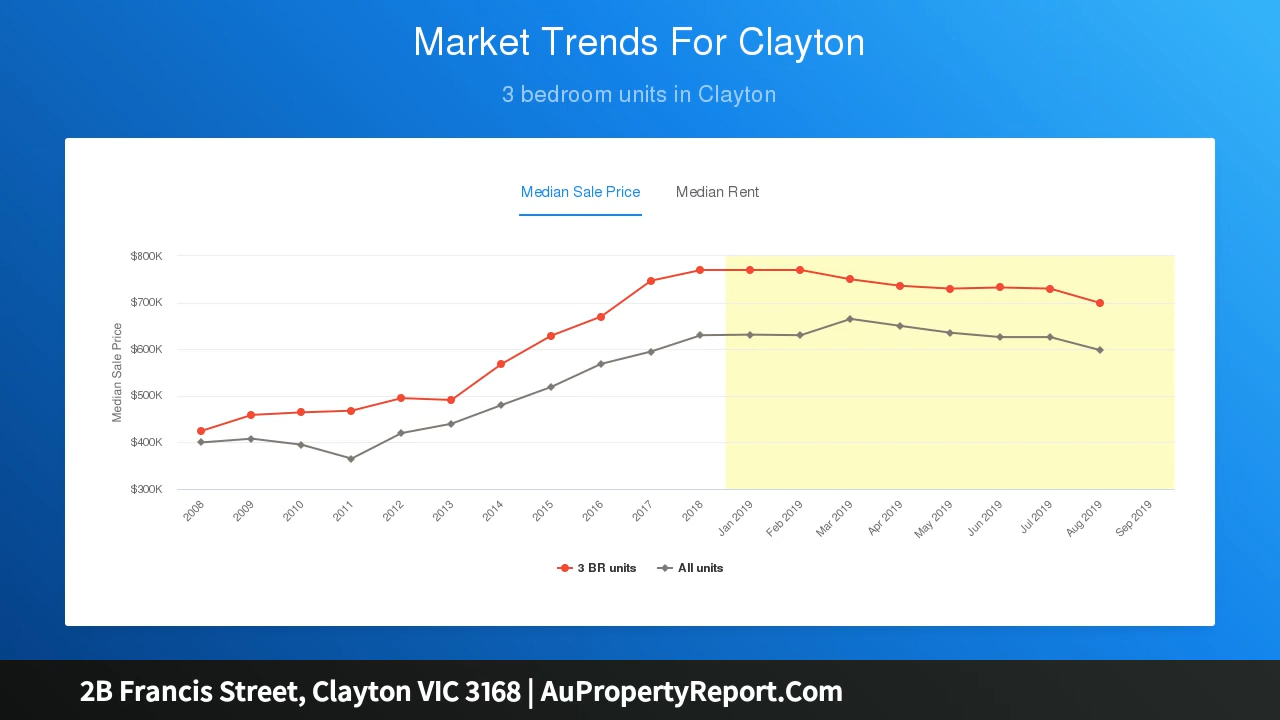 Market Trends For Clayton
3 bedroom units in Clayton
Median Sale Price
Median Rent
$800K
$700K
$600K
$500K
$400K
$300K
Median Sale Price
2008
2009
2010
2011
2012
2013
2014
2015
2016
2017
2018
Jan 2019
Feb 2019
Mar 2019
Apr 2019
May 2019
Jun 2019
Jul 2019
Aug 2019
Sep 2019
3 BR units
All units
2B Francis Street, Clayton VIC 3168 | AuPropertyReport.Com